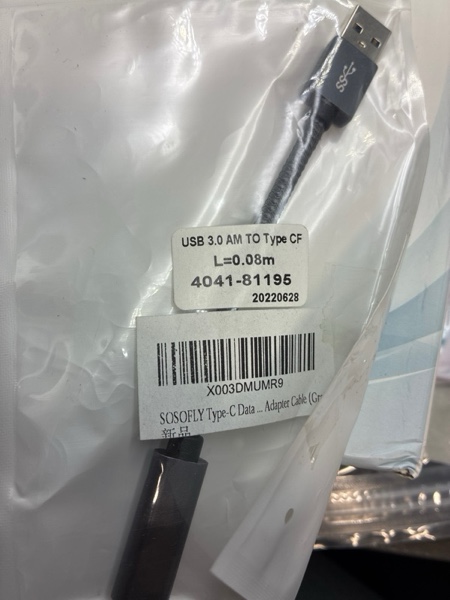 SS
USB 3.0 AM TO Type CF
L=0.08m
4041-81195
20220628
X003DMUMR9
SOSOFLY Type-C Data ... Adapter Cable (Gr
新品